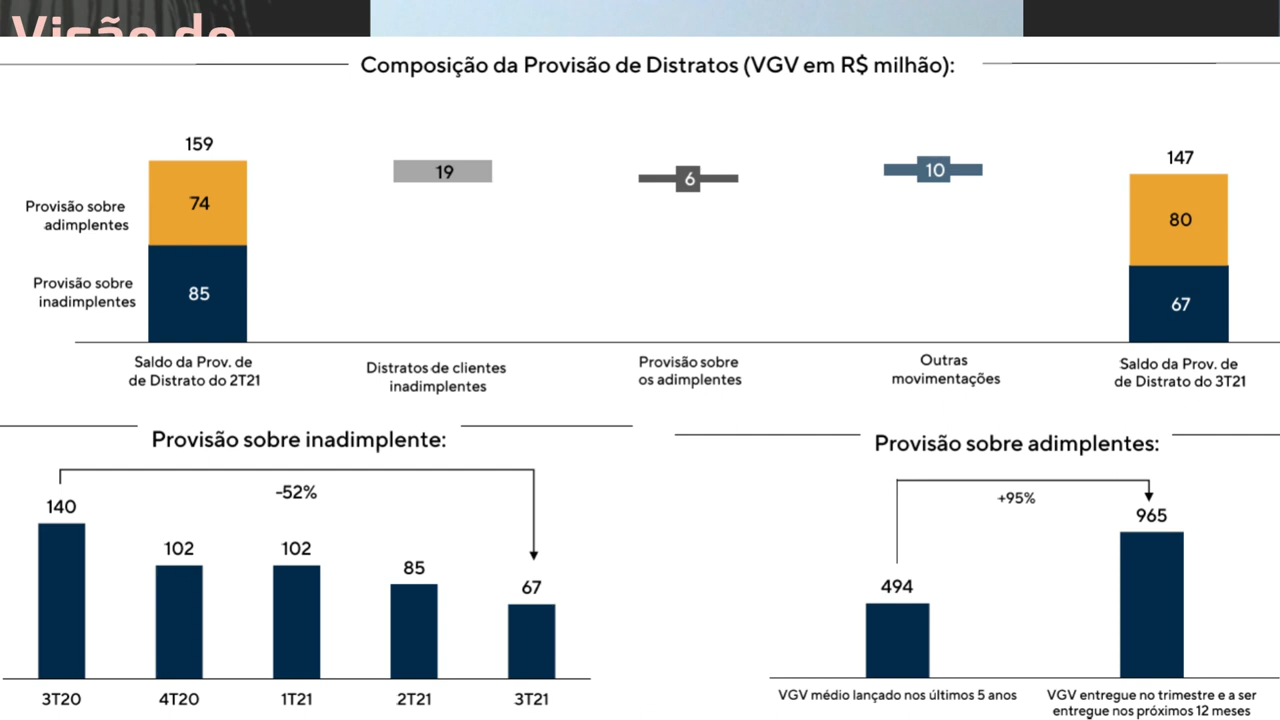 Visão do
Composição da Provisão de Distratos (VGV em R$ milhão):
159
74
85
19
6
10
147
80
67
Provisão sobre
adimplentes
Provisão sobre
inadimplentes
Saldo da Prov. de
de Distrato do 2T21
Distratos de clientes
inadimplentes
Provisão sobre
os adimplentes
Outras
movimentações
Saldo da Prov. de
de Distrato do 3T21
Provisão sobre inadimplente:
-52%
140
102
102
85
67
3T20
4T20
1T21
2T21
3T21
Provisão sobre adimplentes:
+95%
494
965
VGV médio lançado nos últimos 5 anos
VGV entregue no trimestre e a ser
entregue nos próximos 12 meses